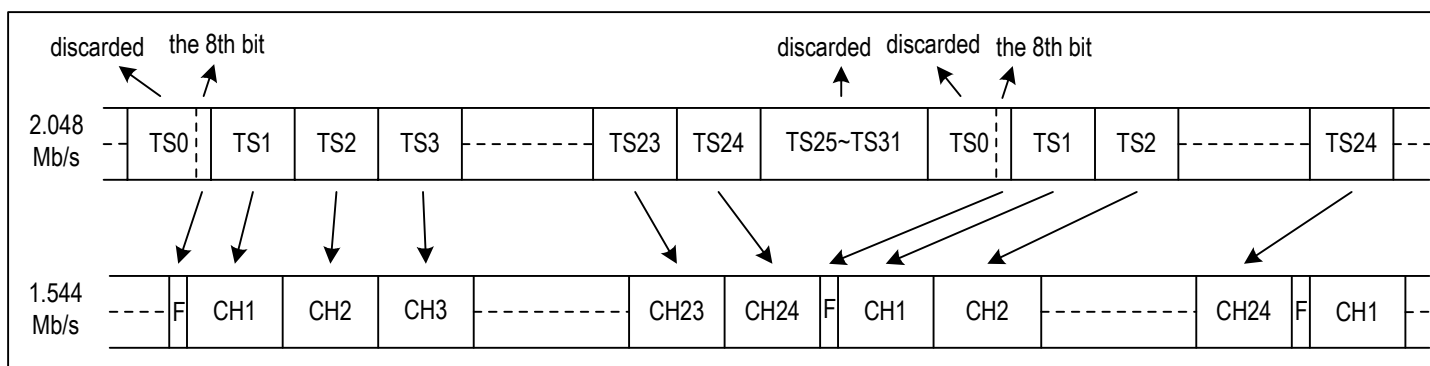 discarded the 8th bit discarded discarded the 8th bit
2.048 Mb/s TS0 TS1 TS2 TS3 TS23 TS24 TS25~TS31 TS0 TS1 TS2 TS24
1.544 Mb/s F CH1 CH2 CH3 CH23 CH24 F CH1 CH2 CH24 F CH1